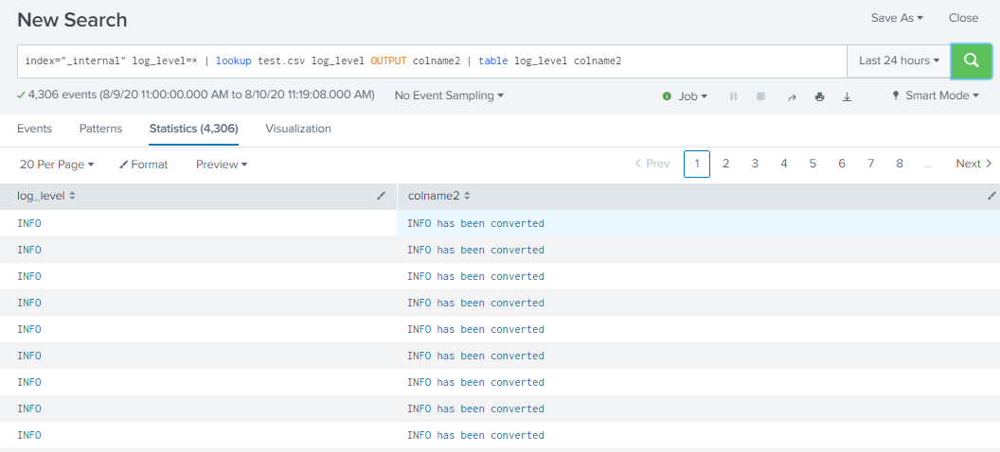 New Search
Save As Close
index="_internal" log_level=* | lookup test.csv log_level OUTPUT colname2 | table log_level colname2
Last 24 hours
4,306 events (8/9/20 11:00:00.000 AM to 8/10/20 11:19:08.000 AM) No Event Sampling Job Smart Mode
Events Patterns Statistics (4,306) Visualization
20 Per Page Format Preview Prev 1 2 3 4 5 6 7 8 ... Next
log_level colname2
INFO INFO has been converted
INFO INFO has been converted
INFO INFO has been converted
INFO INFO has been converted
INFO INFO has been converted
INFO INFO has been converted
INFO INFO has been converted
INFO INFO has been converted
INFO INFO has been converted